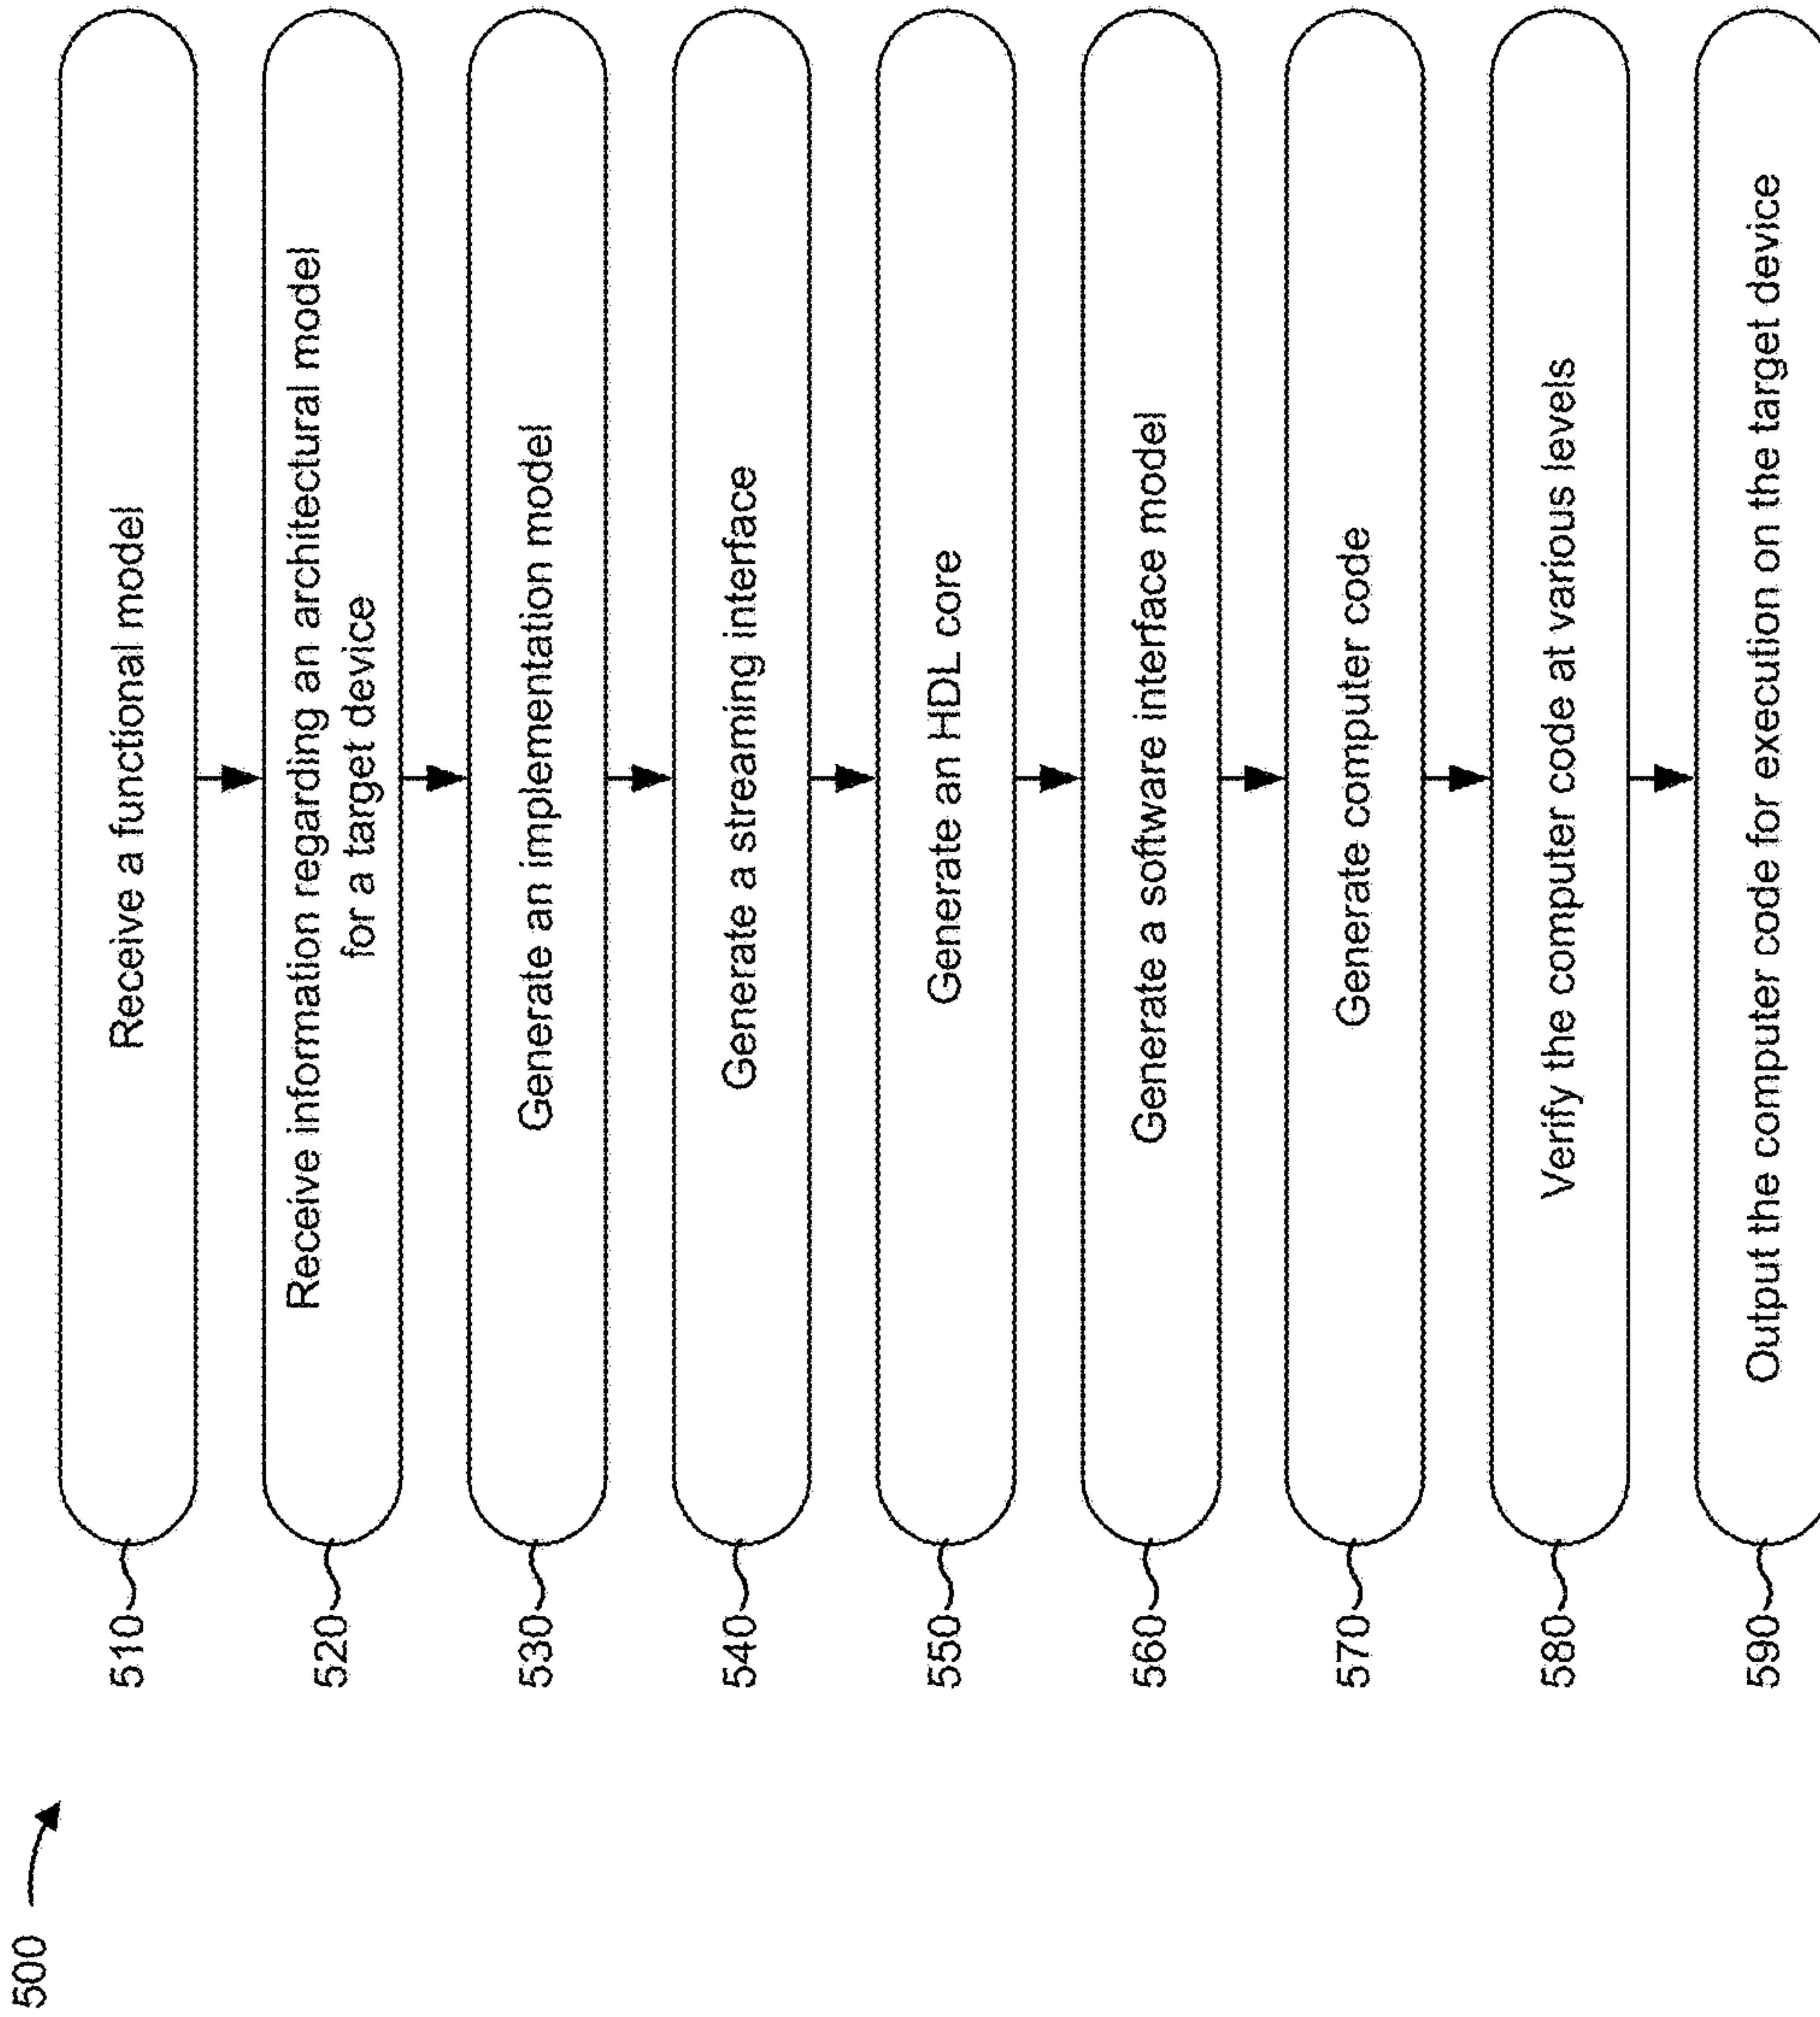 500
510
Receive a functional model
520
Receive information regarding an architectural model
for a target device
530
Generate an implementation model
540
Generate a streaming interface
550
Generate an HDL core
560
Generate a software interface model
570
Generate computer code
580
Verify the computer code at various levels
590
Output the computer code for execution on the target device